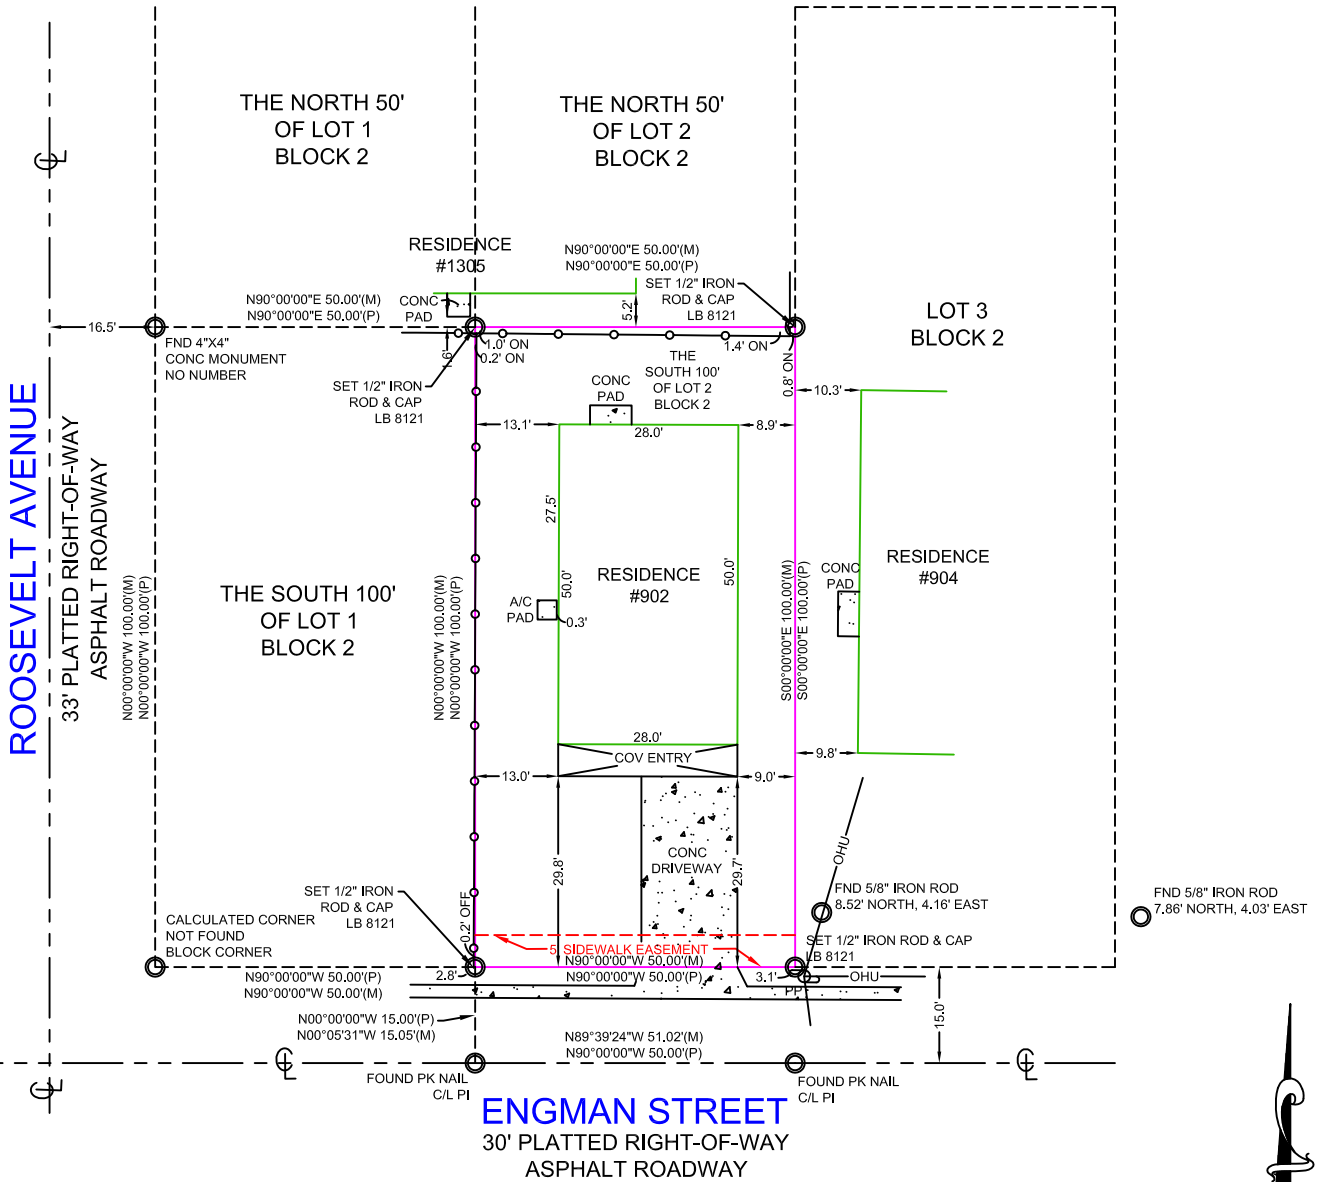 THE NORTH 50'
OF LOT 1
BLOCK 2
THE NORTH 50'
OF LOT 2
BLOCK 2
RESIDENCE
#1305
N90°00'00"E 50.00'(M)
N90°00'00"E 50.00'(P)
SET 1/2" IRON
ROD & CAP
LB 8121
N90°00'00"E 50.00'(M)
N90°00'00"E 50.00'(P)
CONC
PAD
5.2'
LOT 3
BLOCK 2
16.5'
FND 4"X4"
CONC MONUMENT
NO NUMBER
1.6'
1.0' ON
0.2' ON
1.4' ON
0.8' ON
THE
SOUTH 100'
OF LOT 2
BLOCK 2
SET 1/2" IRON
ROD & CAP
LB 8121
CONC
PAD
10.3'
13.1'
28.0'
8.9'
ROOSEVELT AVENUE
33' PLATTED RIGHT-OF-WAY
ASPHALT ROADWAY
27.5'
50.0'
50.0'
RESIDENCE
#902
RESIDENCE
#904
CONC
PAD
A/C
PAD
0.3'
THE SOUTH 100'
OF LOT 1
BLOCK 2
N00°00'00"W 100.00'(M)
N00°00'00"W 100.00'(P)
N00°00'00"W 100.00'(M)
N00°00'00"W 100.00'(P)
S00°00'00"E 100.00'(M)
S00°00'00"E 100.00'(P)
28.0'
COV ENTRY
9.8'
13.0'
9.0'
29.8'
CONC
DRIVEWAY
29.7'
OHU
SET 1/2" IRON
ROD & CAP
LB 8121
0.2' OFF
FND 5/8" IRON ROD
8.52' NORTH, 4.16' EAST
FND 5/8" IRON ROD
7.86' NORTH, 4.03' EAST
CALCULATED CORNER
NOT FOUND
BLOCK CORNER
5' SIDEWALK EASEMENT
SET 1/2" IRON ROD & CAP
LB 8121
N90°00'00"W 50.00'(P)
N90°00'00"W 50.00'(M)
2.8'
N90°00'00"W 50.00'(M)
N90°00'00"W 50.00'(P)
3.1'
PP
OHU
15.0'
N00°00'00"W 15.00'(P)
N00°05'31"W 15.05'(M)
N89°39'24"W 51.02'(M)
N90°00'00"W 50.00'(P)
FOUND PK NAIL
C/L PI
FOUND PK NAIL
C/L PI
ENGMAN STREET
30' PLATTED RIGHT-OF-WAY
ASPHALT ROADWAY